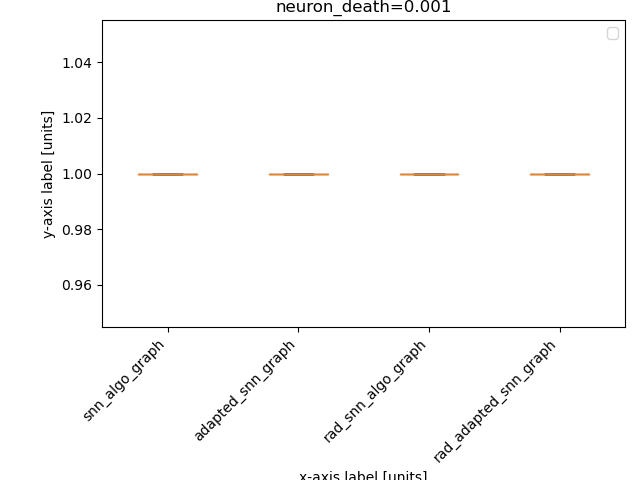 neuron_death=0.001
y-axis label [units]
1.04
1.02
1.00
0.98
0.96
snn_algo_graph
adapted_snn_graph
rad_snn_algo_graph
rad_adapted_snn_graph
x-axis label [units]